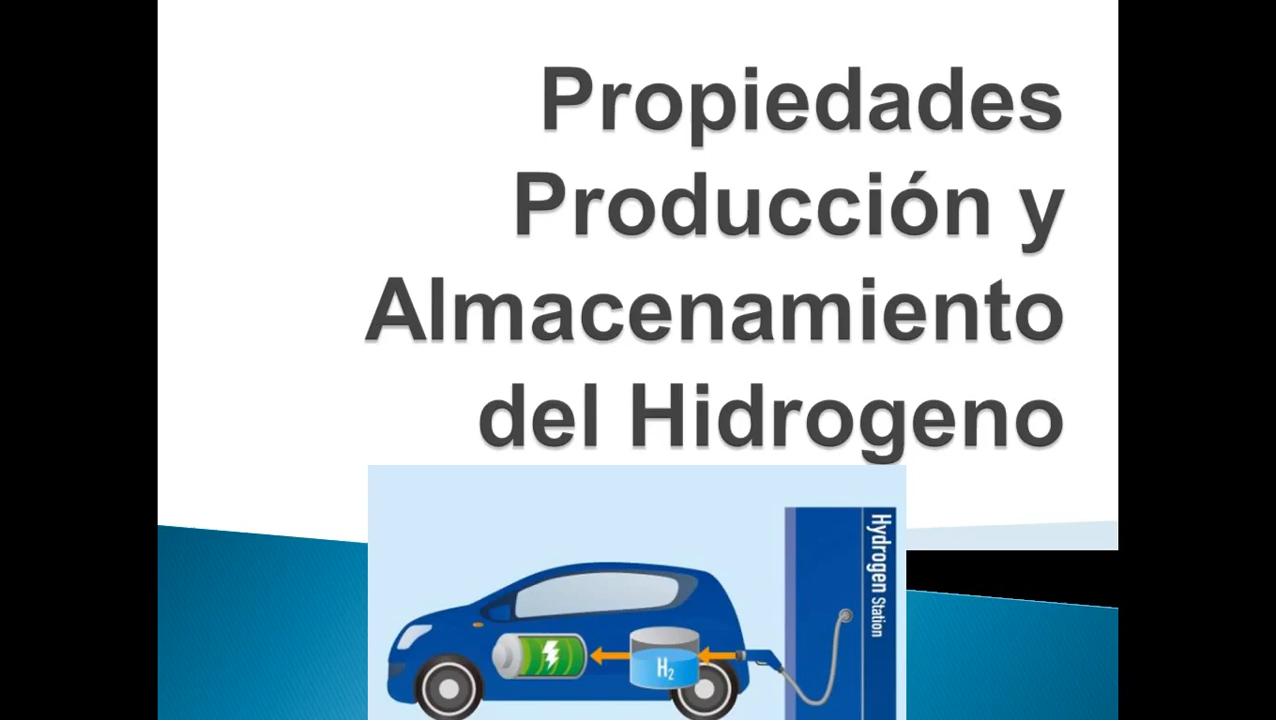 Propiedades
Producción y
Almacenamiento
del Hidrogeno
Hydrogen Station
H₂